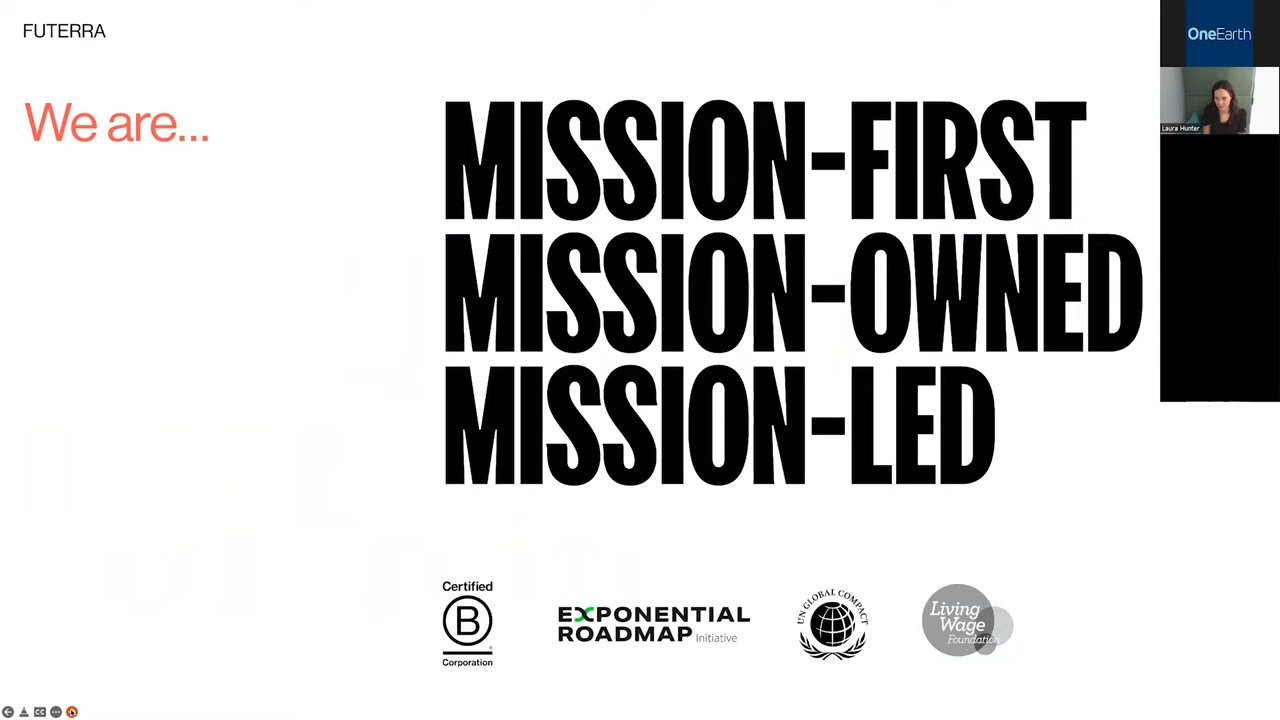 FUTERRA
We are...
MISSION-FIRST
MISSION-OWNED
MISSION-LED
Certified
B
®
Corporation
EXPONENTIAL
ROADMAP Initiative
UN GLOBAL COMPACT
Living
Wage
Foundation
OneEarth
Laura Hunter
CC